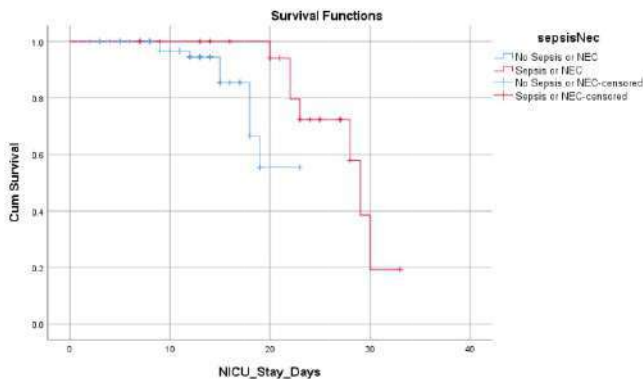 Survival Functions
sepsisNec
No Sepsis or NEC
Sepsis or NEC
No Sepsis or NEC-censored
Sepsis or NEC-censored
Cum Survival
1.0
0.8
0.6
0.4
0.2
0.0
0
10
20
30
40
NICU_Stay_Days